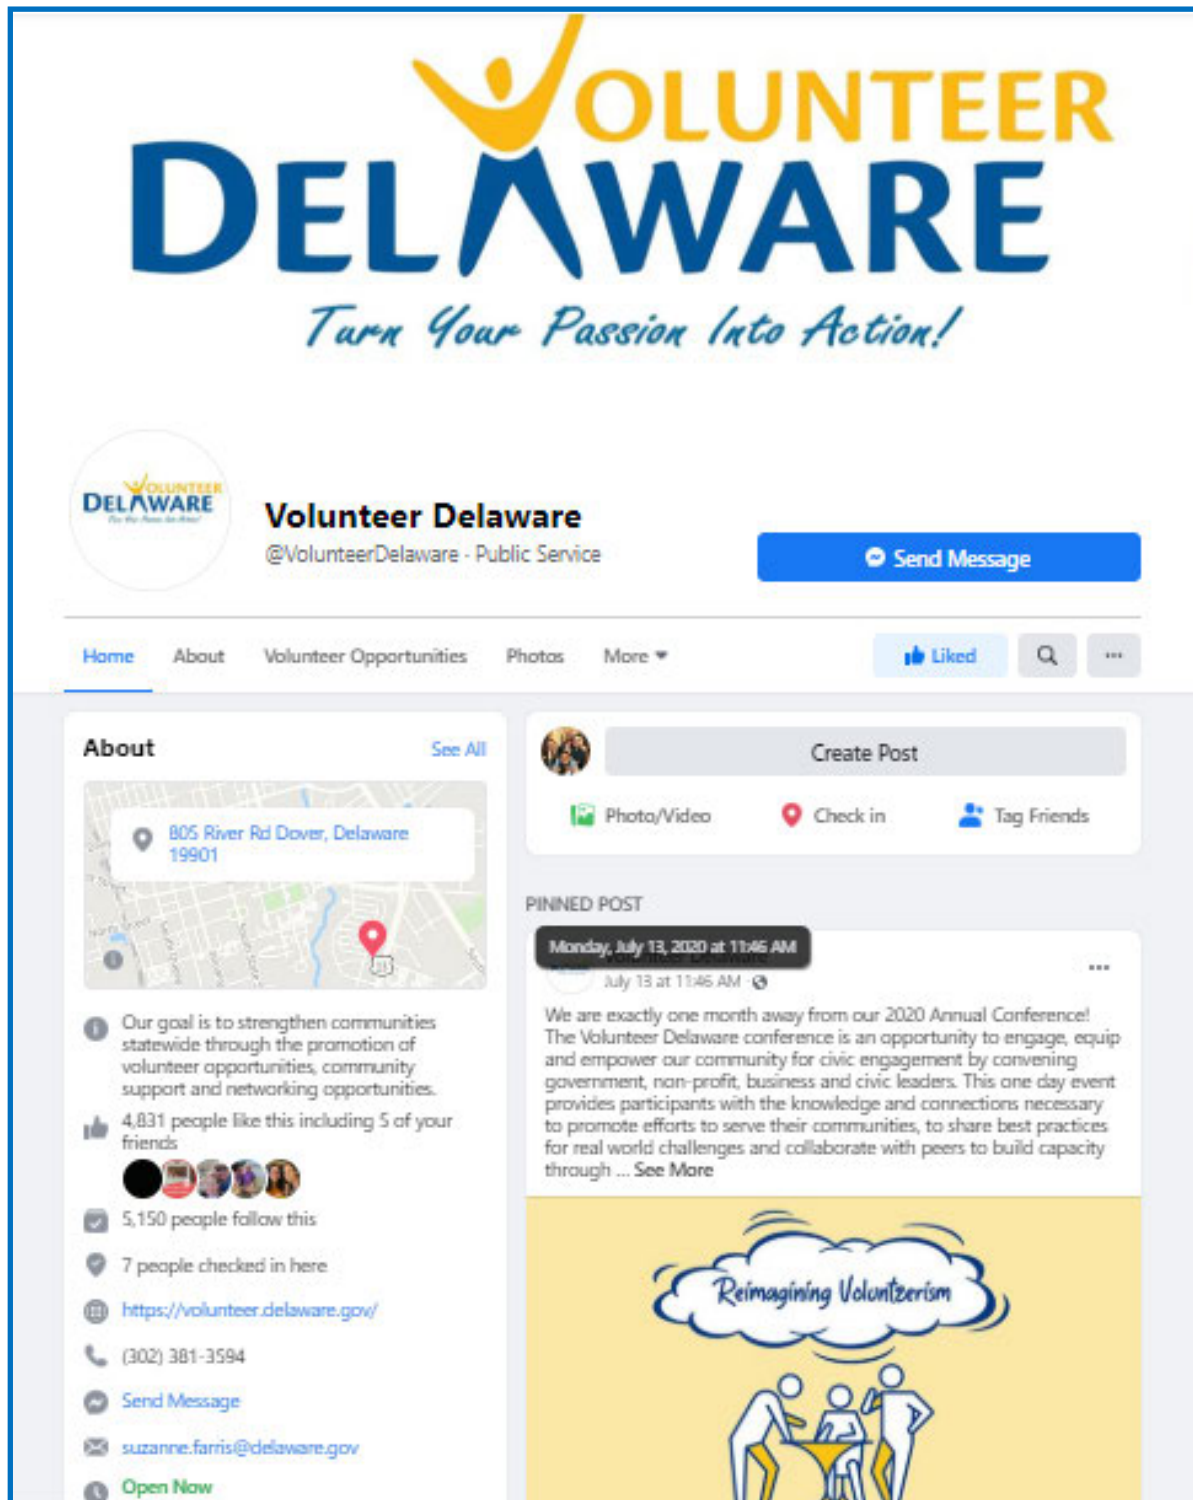 VOLUNTEER
DELAWARE
Turn Your Passion Into Action!
VOLUNTEER
DELAWARE
Volunteer Delaware
@VolunteerDelaware - Public Service
Send Message
Home About Volunteer Opportunities Photos More
Liked
About See All
805 River Rd Dover, Delaware
19901
Our goal is to strengthen communities
statewide through the promotion of
volunteer opportunities, community
support and networking opportunities.
4,831 people like this including 5 of your
friends
5,150 people follow this
7 people checked in here
https://volunteer.delaware.gov/
(302) 381-3594
Send Message
suzanne.farris@delaware.gov
Open Now
Create Post
Photo/Video Check in Tag Friends
PINNED POST
Monday, July 13, 2020 at 11:46 AM
Volunteer Delaware
July 13 at 11:46 AM ·
We are exactly one month away from our 2020 Annual Conference!
The Volunteer Delaware conference is an opportunity to engage, equip
and empower our community for civic engagement by convening
government, non-profit, business and civic leaders. This one day event
provides participants with the knowledge and connections necessary
to promote efforts to serve their communities, to share best practices
for real world challenges and collaborate with peers to build capacity
through ... See More
Reimagining Volunteerism